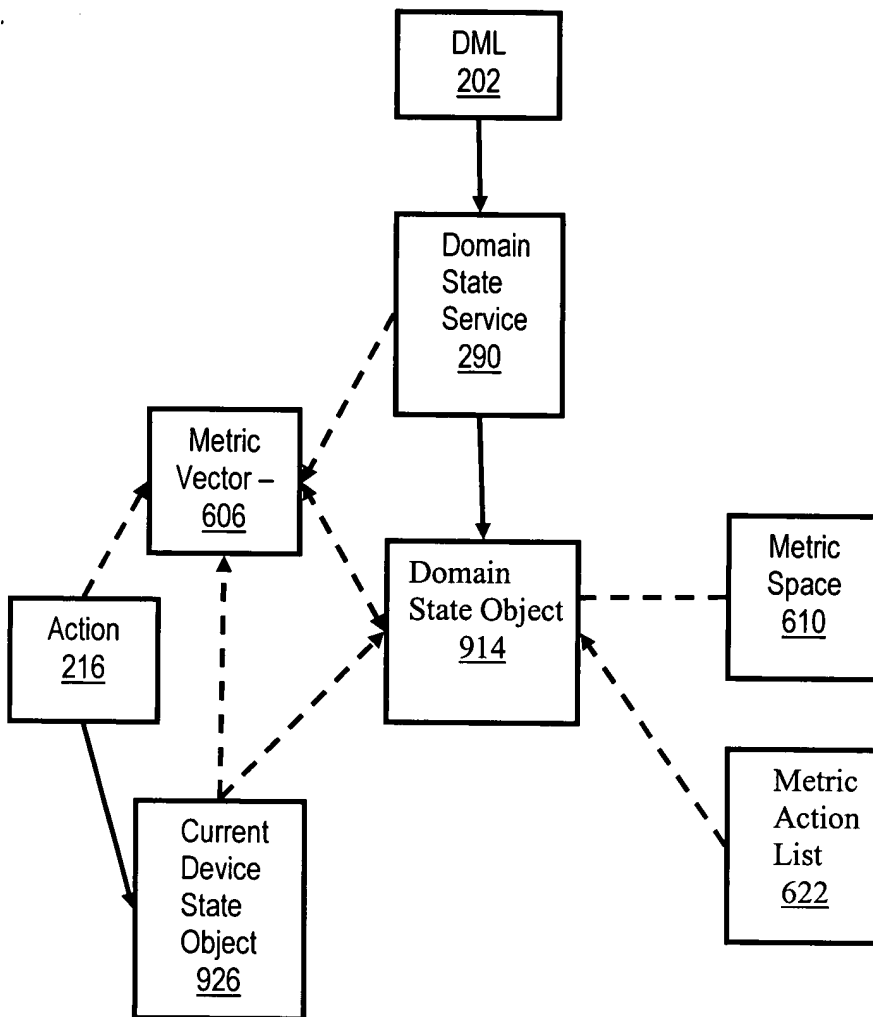 DML
202
Domain
State
Service
290
Metric
Vector –
606
Domain
State Object
914
Metric
Space
610
Action
216
Metric
Action
List
622
Current
Device
State
Object
926